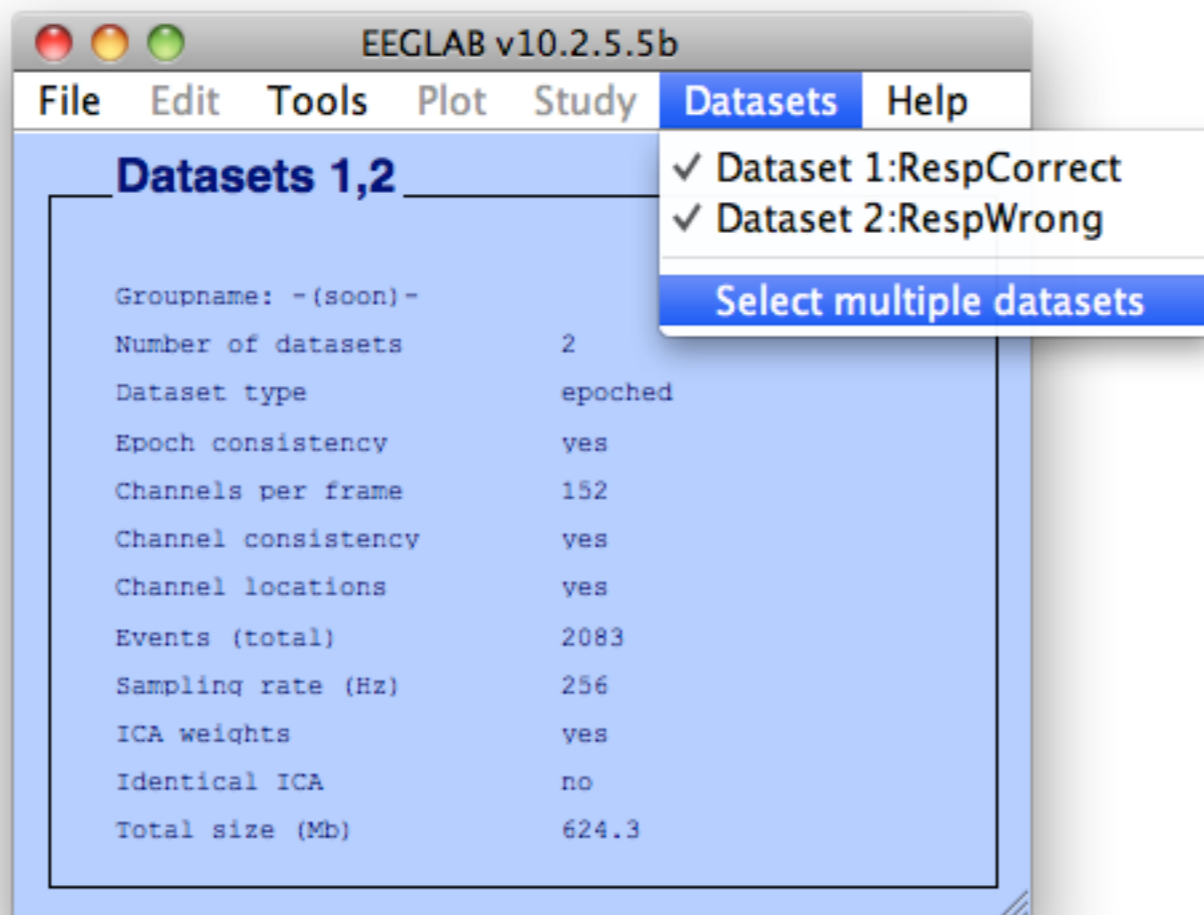 EEGLAB v10.2.5.5b
File Edit Tools Plot Study Datasets Help
Datasets 1,2
✓ Dataset 1:RespCorrect
✓ Dataset 2:RespWrong
Select multiple datasets
Groupname: -(soon)-
Number of datasets 2
Dataset type epoched
Epoch consistency yes
Channels per frame 152
Channel consistency yes
Channel locations yes
Events (total) 2083
Sampling rate (Hz) 256
ICA weights yes
Identical ICA no
Total size (Mb) 624.3